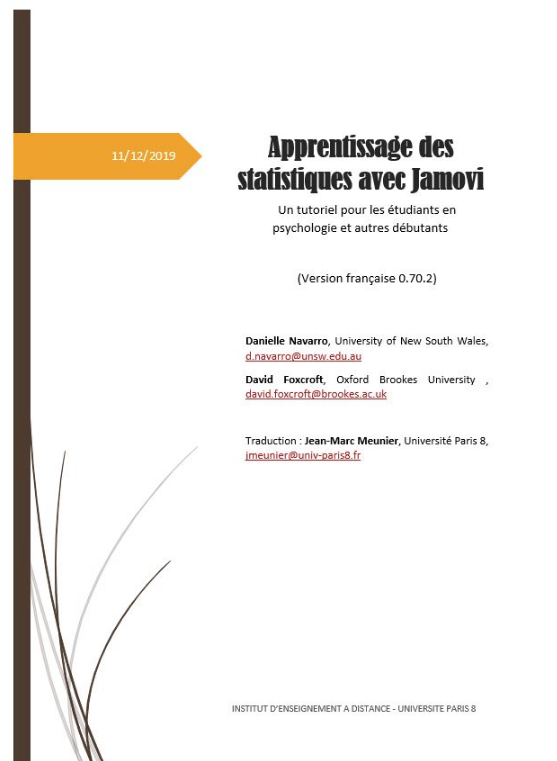 11/12/2019
Apprentissage des
statistiques avec Jamovi
Un tutoriel pour les étudiants en
psychologie et autres débutants
(Version française 0.70.2)
Danielle Navarro, University of New South Wales,
d.navarro@unsw.edu.au
David Foxcroft, Oxford Brookes University ,
david.foxcroft@brookes.ac.uk
Traduction : Jean-Marc Meunier, Université Paris 8,
jmeunier@univ-paris8.fr
INSTITUT D'ENSEIGNEMENT A DISTANCE - UNIVERSITE PARIS 8